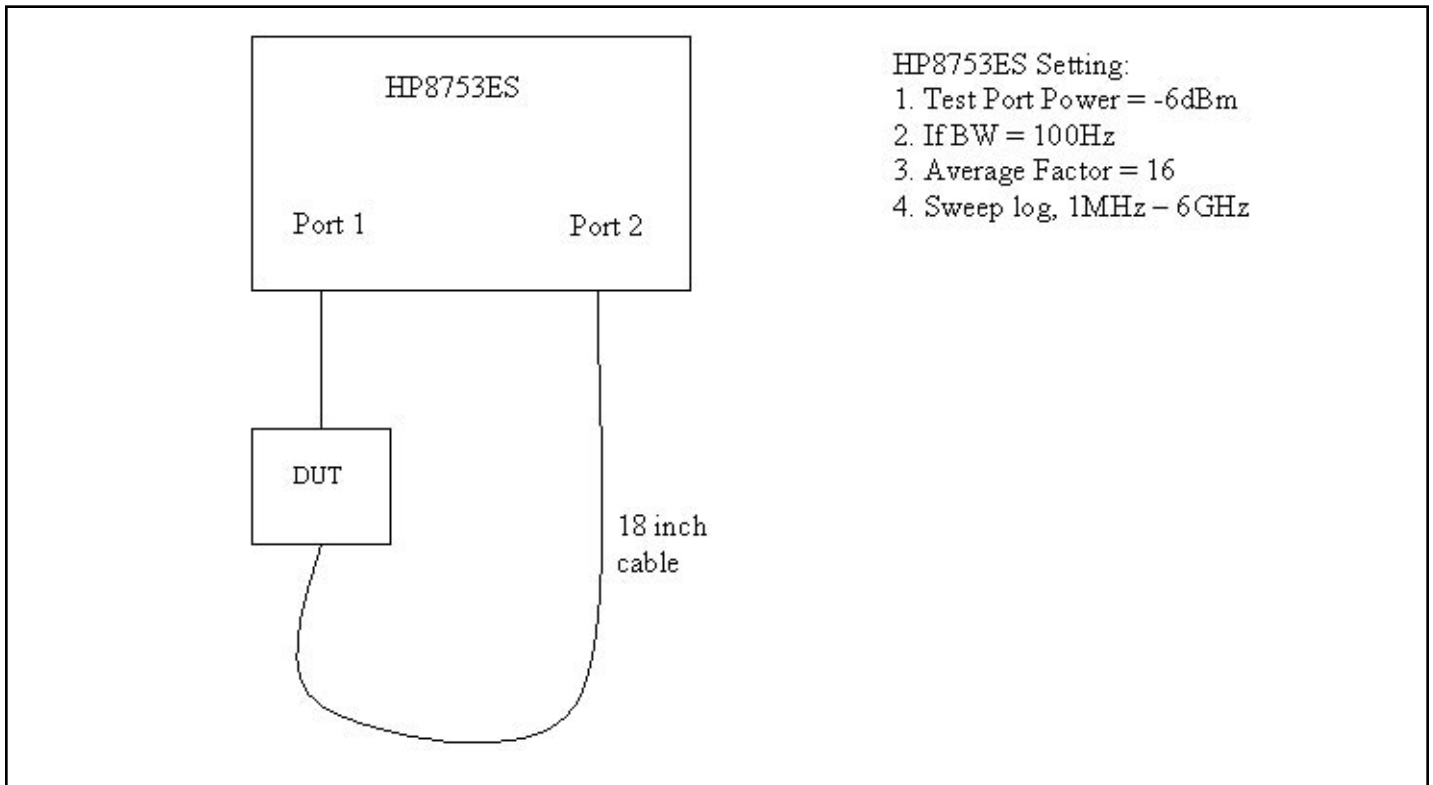 HP8753ES
Port 1
Port 2
DUT
18 inch
cable
HP8753ES Setting:
1. Test Port Power = -6dBm
2. If BW = 100Hz
3. Average Factor = 16
4. Sweep log, 1MHz – 6GHz